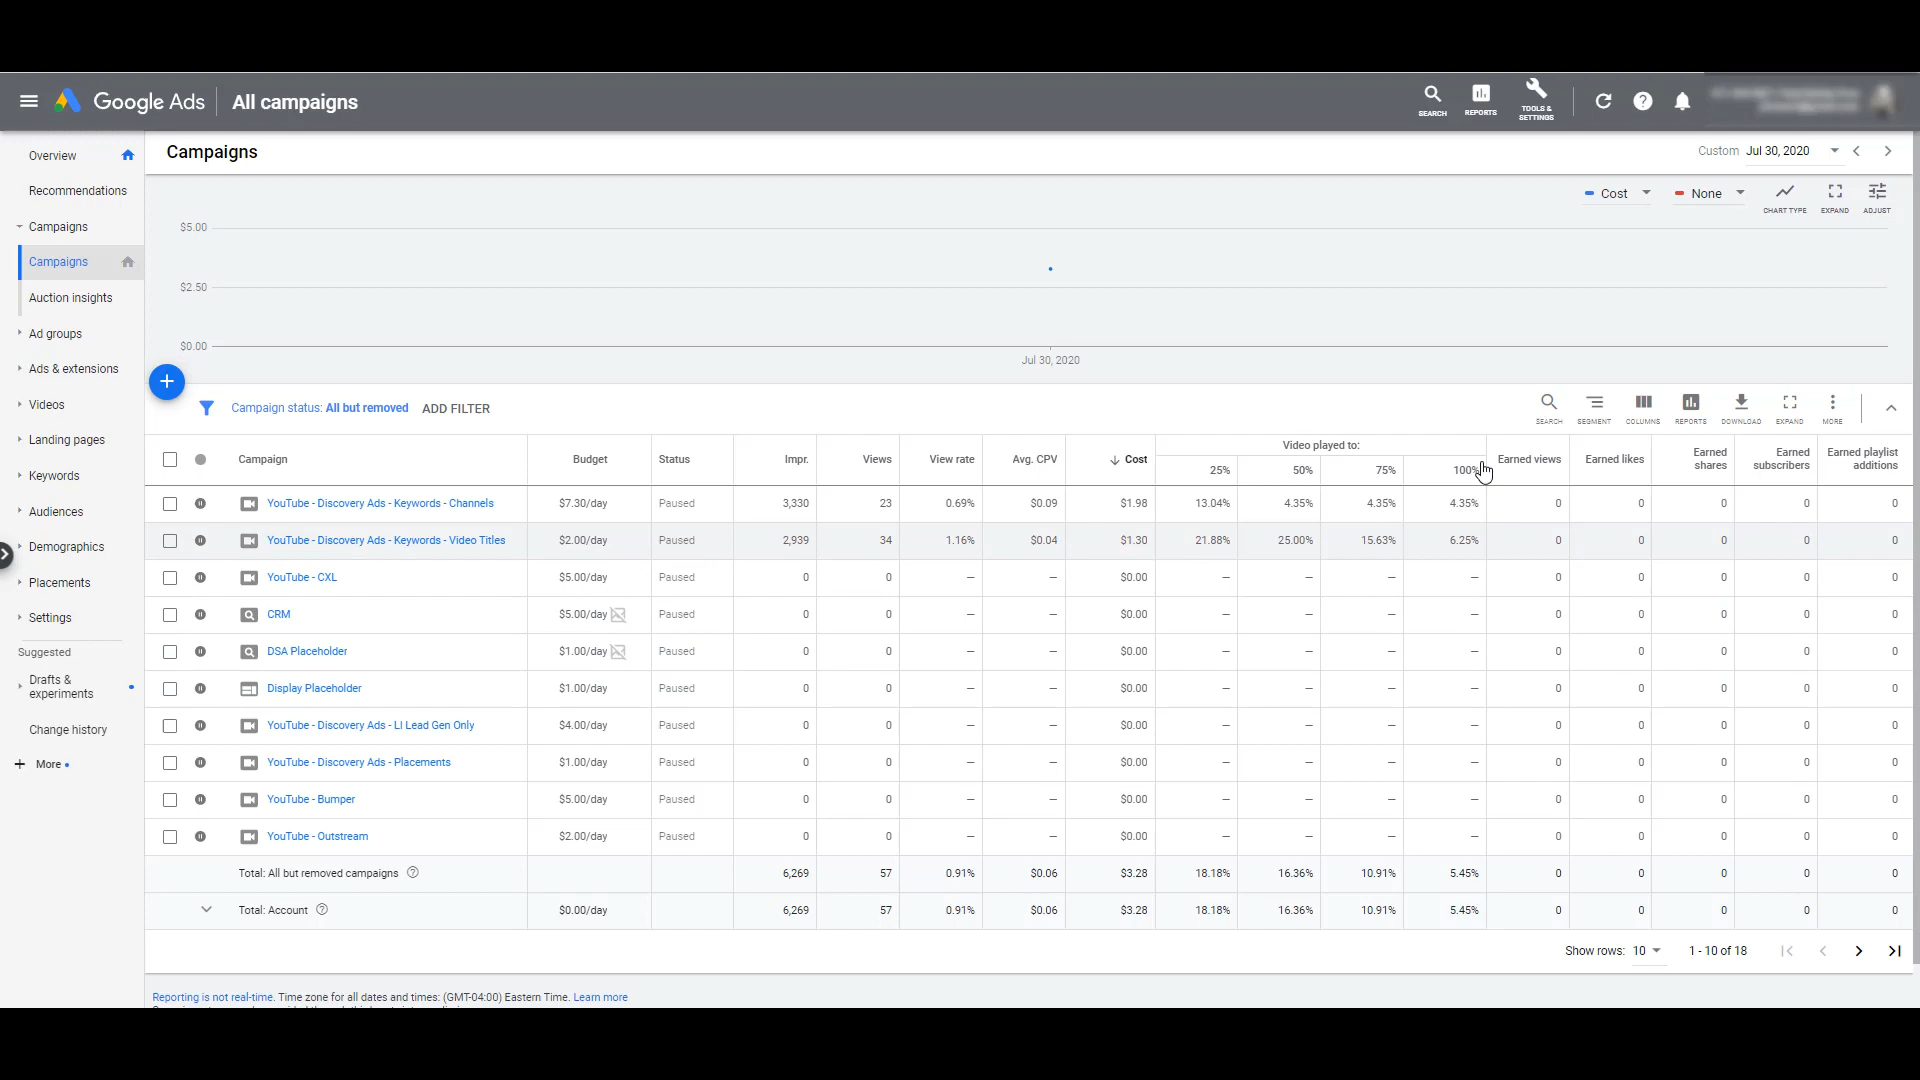 Google Ads
All campaigns
SEARCH
REPORTS
TOOLS &
SETTINGS
Overview
Recommendations
Campaigns
Campaigns
Auction insights
Ad groups
Ads & extensions
Videos
Landing pages
Keywords
Audiences
Demographics
Placements
Settings
Suggested
Drafts &
experiments
Change history
More
Campaigns
Custom Jul 30, 2020
Cost
None
CHART TYPE
EXPAND
ADJUST
$5.00
$2.50
$0.00
Jul 30, 2020
Campaign status: All but removed ADD FILTER
SEARCH SEGMENT COLUMNS REPORTS DOWNLOAD EXPAND MORE
Campaign Budget Status Impr. Views View rate Avg. CPV Cost Video played to: 25% 50% 75% 100% Earned views Earned likes Earned shares Earned subscribers Earned playlist additions
YouTube - Discovery Ads - Keywords - Channels $7.30/day Paused 3,330 23 0.69% $0.09 $1.98 13.04% 4.35% 4.35% 4.35% 0 0 0 0 0
YouTube - Discovery Ads - Keywords - Video Titles $2.00/day Paused 2,939 34 1.16% $0.04 $1.30 21.88% 25.00% 15.63% 6.25% 0 0 0 0 0
YouTube - CXL $5.00/day Paused 0 0 — — $0.00 — — — — 0 0 0 0 0
CRM $5.00/day Paused 0 0 — — $0.00 — — — — 0 0 0 0 0
DSA Placeholder $1.00/day Paused 0 0 — — $0.00 — — — — 0 0 0 0 0
Display Placeholder $1.00/day Paused 0 0 — — $0.00 — — — — 0 0 0 0 0
YouTube - Discovery Ads - LI Lead Gen Only $4.00/day Paused 0 0 — — $0.00 — — — — 0 0 0 0 0
YouTube - Discovery Ads - Placements $1.00/day Paused 0 0 — — $0.00 — — — — 0 0 0 0 0
YouTube - Bumper $5.00/day Paused 0 0 — — $0.00 — — — — 0 0 0 0 0
YouTube - Outstream $2.00/day Paused 0 0 — — $0.00 — — — — 0 0 0 0 0
Total: All but removed campaigns 6,269 57 0.91% $0.06 $3.28 18.18% 16.36% 10.91% 5.45% 0 0 0 0 0
Total: Account $0.00/day 6,269 57 0.91% $0.06 $3.28 18.18% 16.36% 10.91% 5.45% 0 0 0 0 0
Show rows: 10 1 - 10 of 18
Reporting is not real-time. Time zone for all dates and times: (GMT-04:00) Eastern Time. Learn more